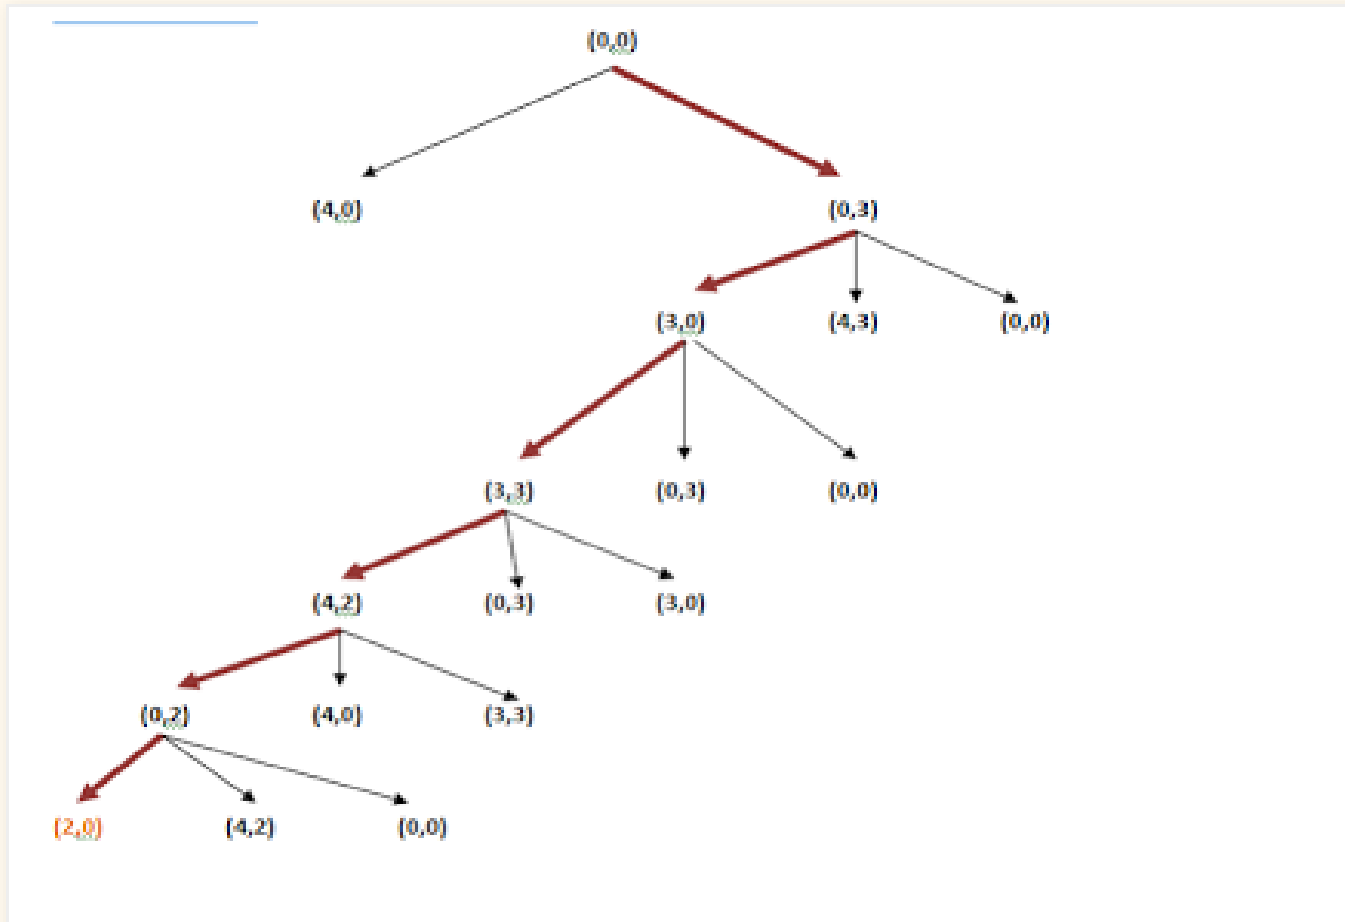 (0,0)
(4,0) (0,3)
(3,0) (4,3) (0,0)
(3,3) (0,3) (0,0)
(4,2) (0,3) (3,0)
(0,2) (4,0) (3,3)
(2,0) (4,2) (0,0)